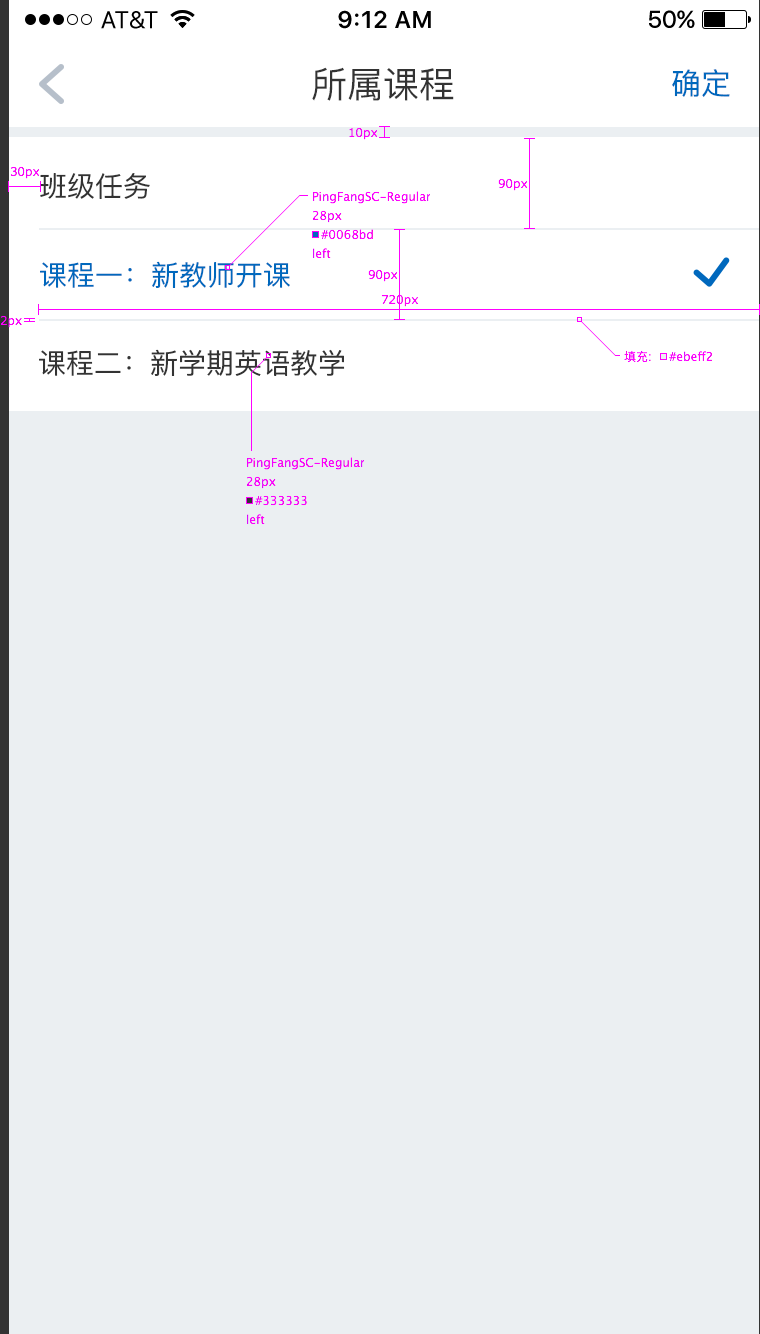 AT&T 9:12 AM 50%
所属课程 确定
10px
30px
班级任务
90px
PingFangSC-Regular
28px
#0068bd
left
课程一：新教师开课
90px
720px
2px
课程二：新学期英语教学
填充：#ebeff2
PingFangSC-Regular
28px
#333333
left